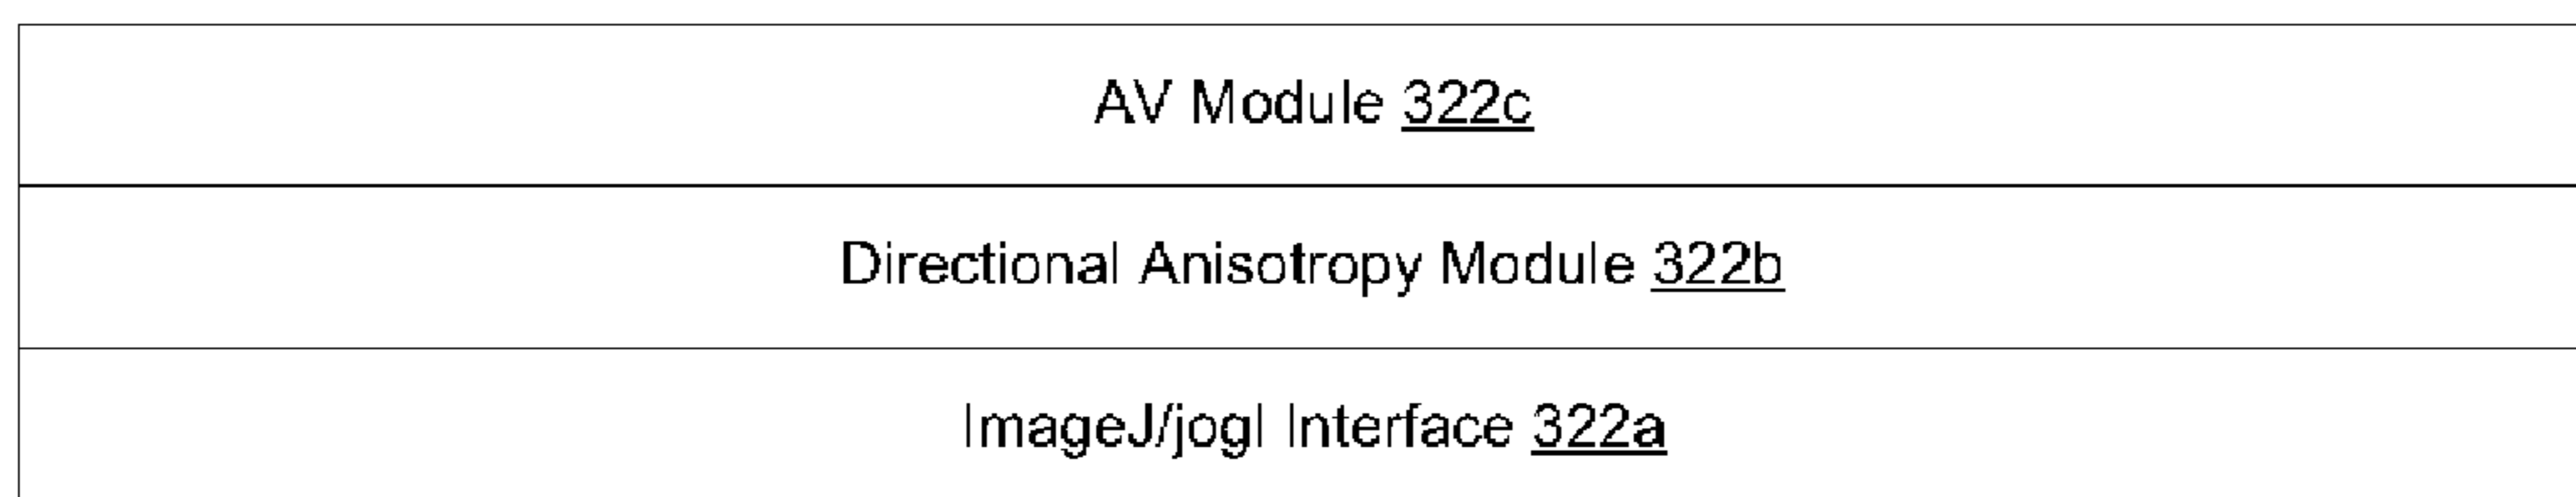 AV Module 322c
Directional Anisotropy Module 322b
ImageJ/jogl Interface 322a